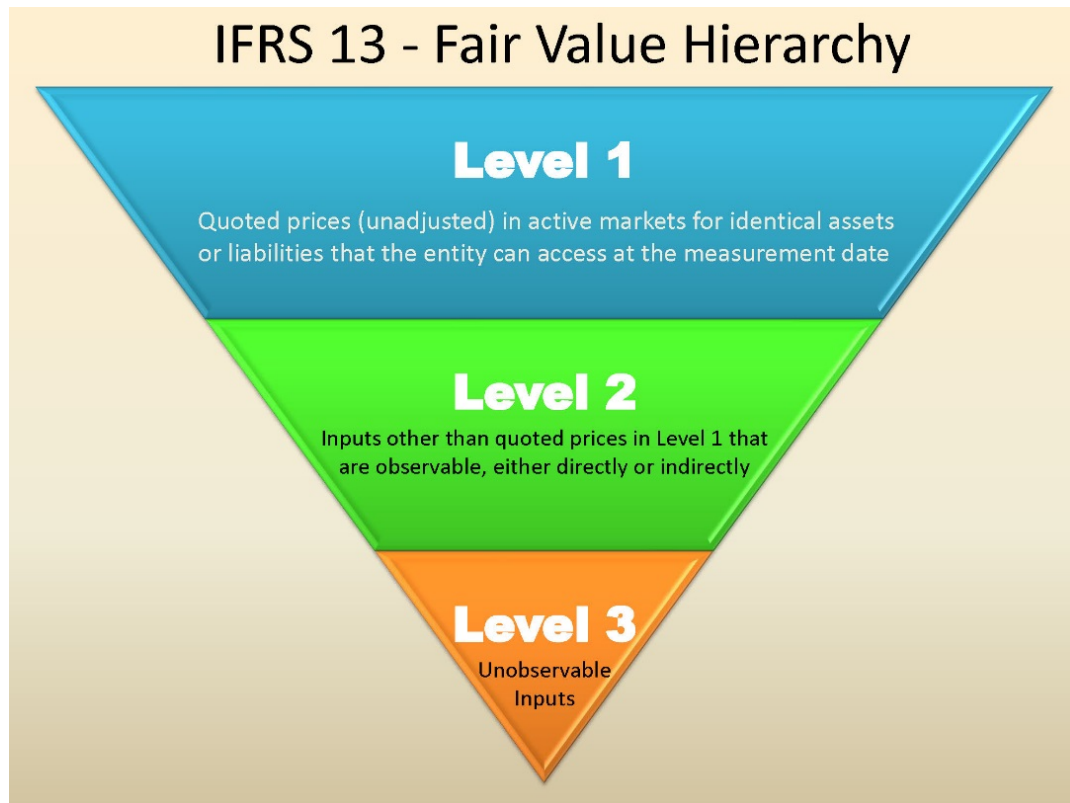 IFRS 13 - Fair Value Hierarchy
Level 1
Quoted prices (unadjusted) in active markets for identical assets
or liabilities that the entity can access at the measurement date
Level 2
Inputs other than quoted prices in Level 1 that
are observable, either directly or indirectly
Level 3
Unobservable
Inputs